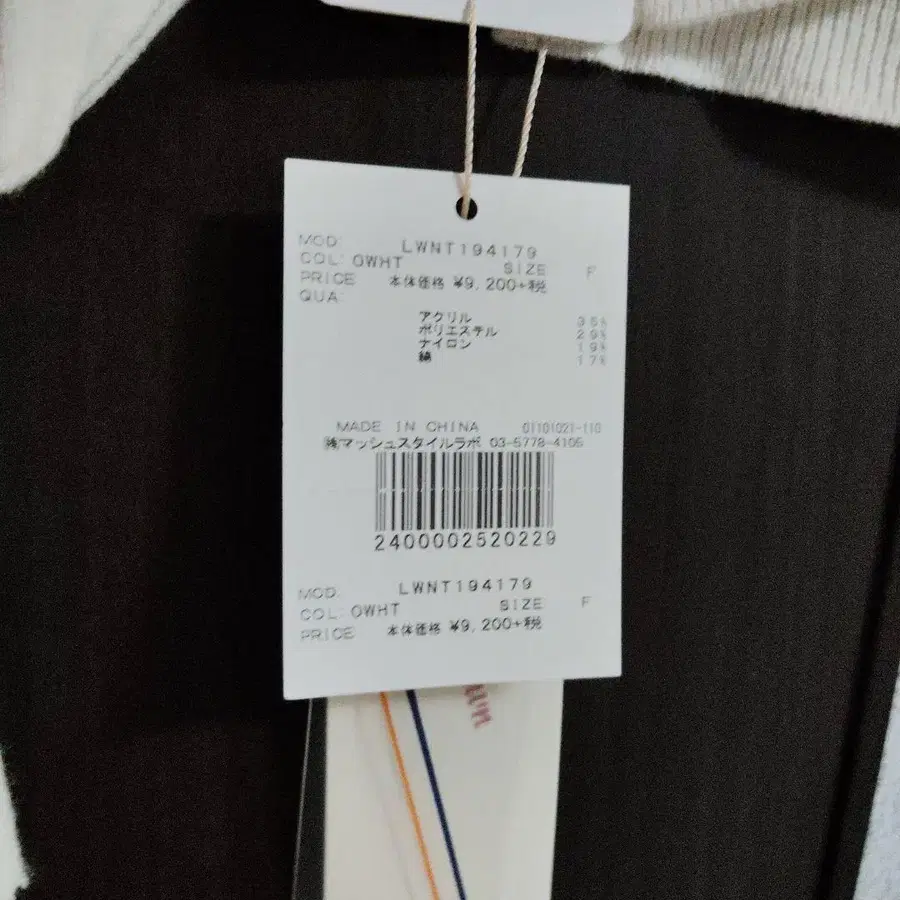 MOD: LWNT194179
COL: OWHT SIZE F
PRICE 本体価格 ¥9,200+税
QUA:
アクリル 35%
ポリエステル 29%
ナイロン 19%
綿 17%
MADE IN CHINA 01101021-110
㈱マッシュスタイルラボ 03-5778-4105
2400002520229
MOD: LWNT194179
COL: OWHT SIZE F
PRICE 本体価格 ¥9,200+税